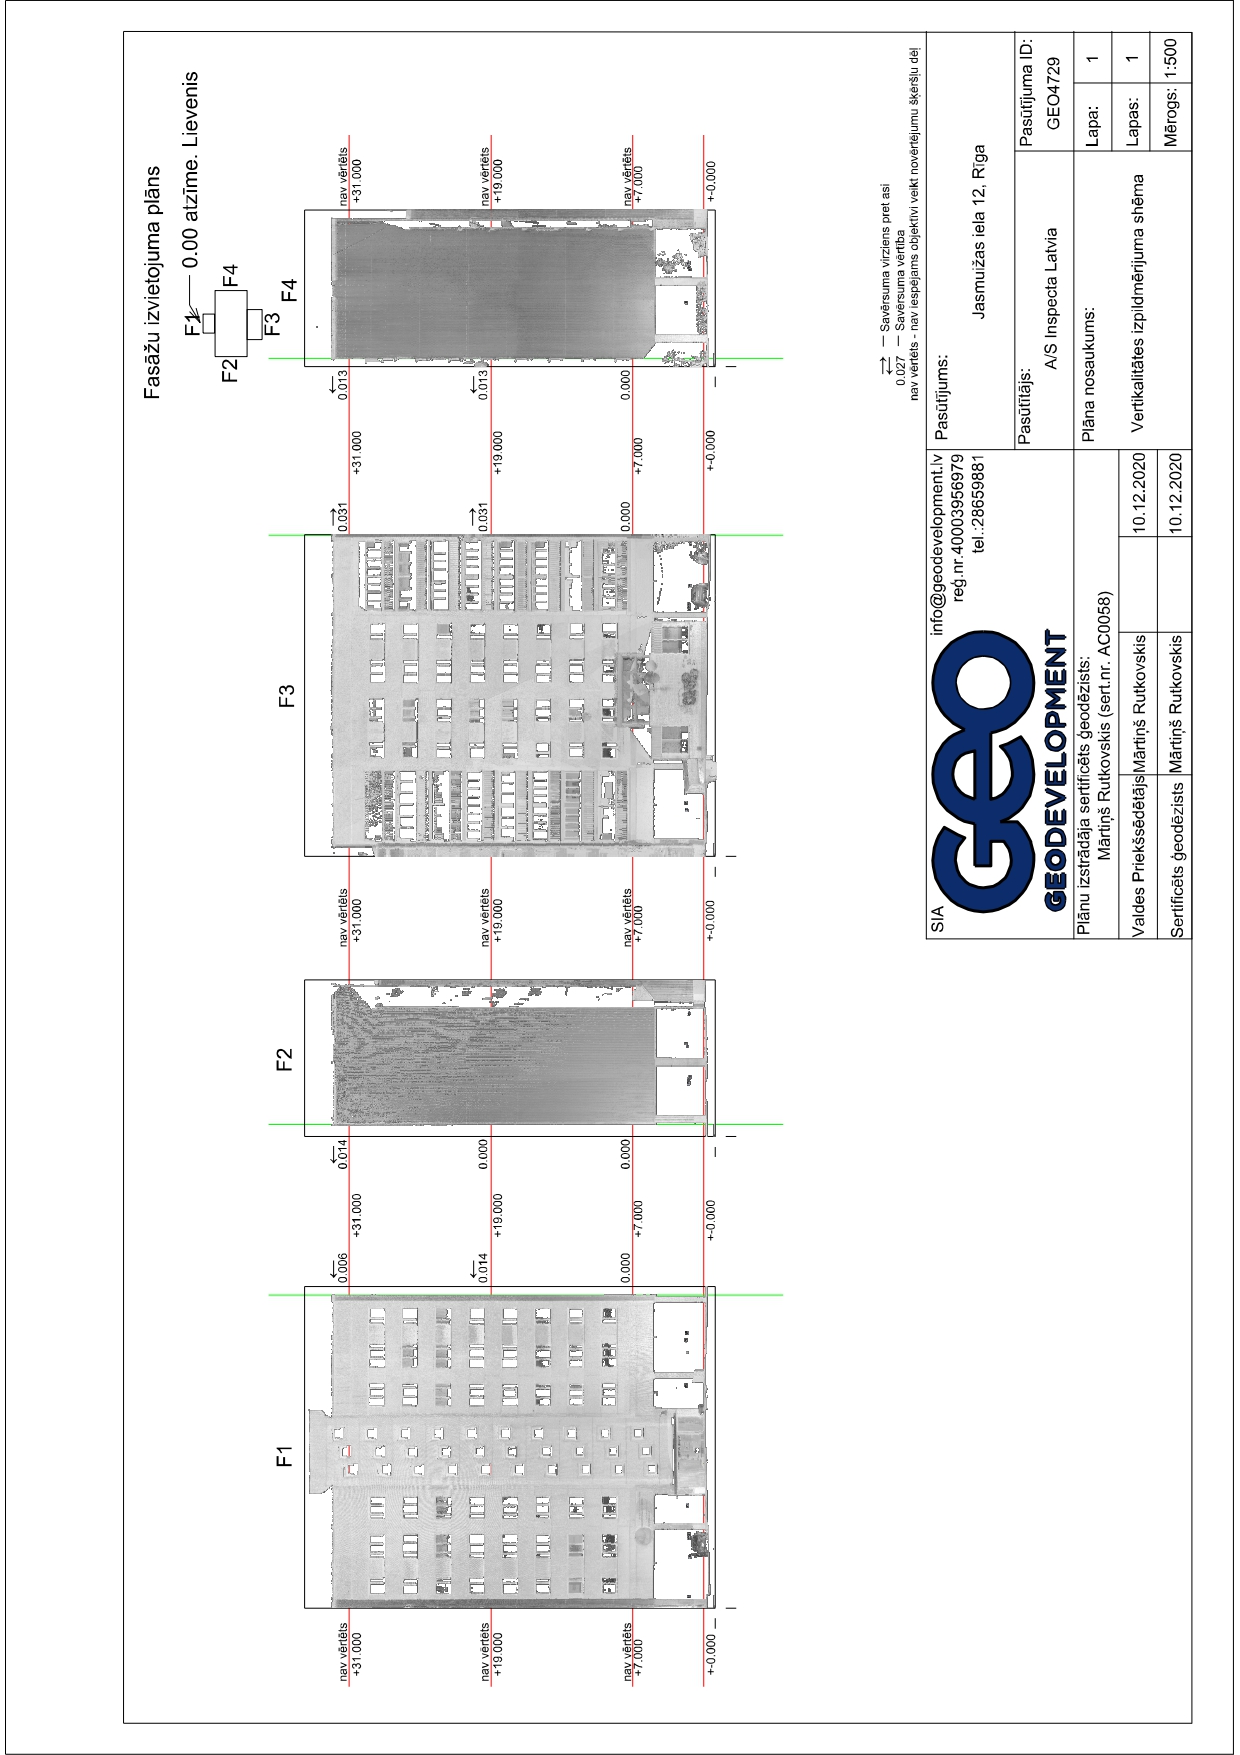 Fasāžu izvietojuma plāns
0.00 atzīme. Lievenis
F1
F2
F4
F3
F1
F2
F3
F4
nav vērtēts
+31.000
nav vērtēts
+19.000
nav vērtēts
+7.000
+-0.000
← 0.006
← 0.014
0.000
+31.000
+19.000
+7.000
+-0.000
← 0.014
0.000
0.000
nav vērtēts
+31.000
nav vērtēts
+19.000
nav vērtēts
+7.000
+-0.000
→ 0.031
→ 0.031
0.000
+31.000
+19.000
+7.000
+-0.000
← 0.013
← 0.013
0.000
nav vērtēts
+31.000
nav vērtēts
+19.000
nav vērtēts
+7.000
+-0.000
⇄ — Savērsuma virziens pret asi
0.027 — Savērsuma vērtība
nav vērtēts - nav iespējams objektīvi veikt novērtējumu šķēršļu dēļ
SIA
GEO
GEODEVELOPMENT
info@geodevelopment.lv
reģ.nr.40003956979
tel.:28659881
Pasūtījums:
Jasmuižas iela 12, Rīga
Pasūtītājs:
A/S Inspecta Latvia
Pasūtījuma ID:
GEO4729
Plānu izstrādāja sertificēts ģeodēzists:
Mārtiņš Rutkovskis (sert.nr. AC0058)
Plāna nosaukums:
Vertikalitātes izpildmērījuma shēma
Lapa: 1
Lapas: 1
Mērogs: 1:500
Valdes Priekšsēdētājs Mārtiņš Rutkovskis 10.12.2020
Sertificēts ģeodēzists Mārtiņš Rutkovskis 10.12.2020